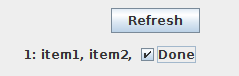 Refresh
1: item1, item2, Done